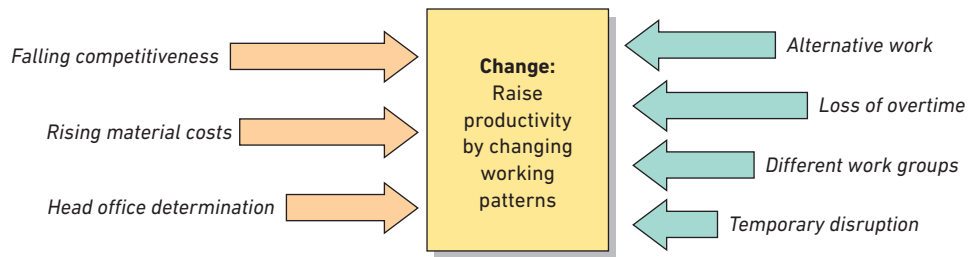 Falling competitiveness
Rising material costs
Head office determination
Change:
Raise
productivity
by changing
working
patterns
Alternative work
Loss of overtime
Different work groups
Temporary disruption